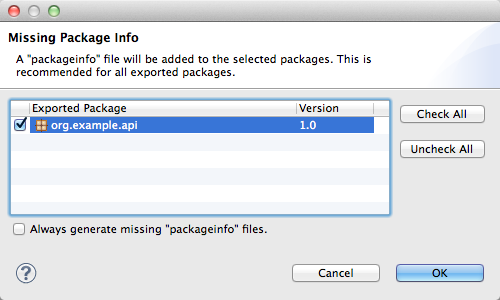 Missing Package Info
A "packageinfo" file will be added to the selected packages. This is
recommended for all exported packages.
Exported Package Version
org.example.api 1.0
Check All
Uncheck All
Always generate missing "packageinfo" files.
? Cancel OK